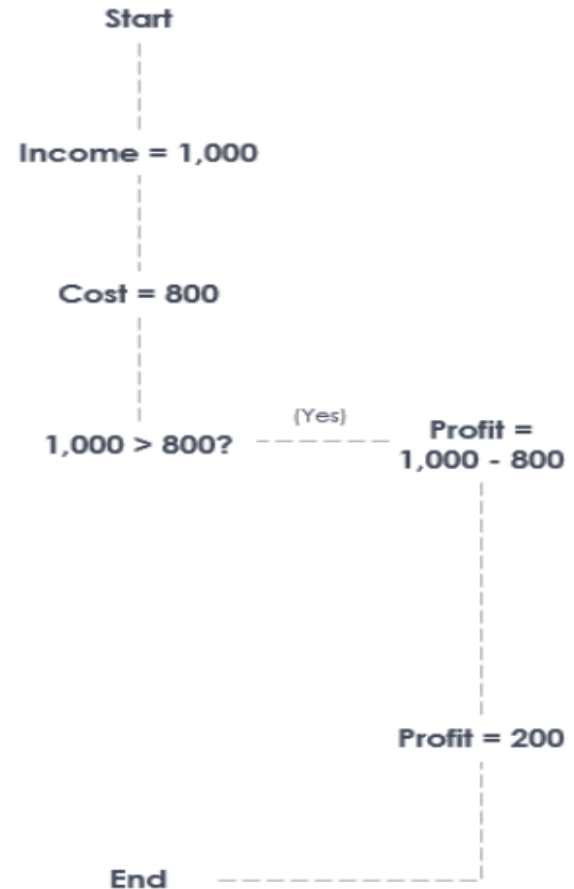 Start
Income = 1,000
Cost = 800
1,000 > 800?
(Yes)
Profit =
1,000 - 800
Profit = 200
End